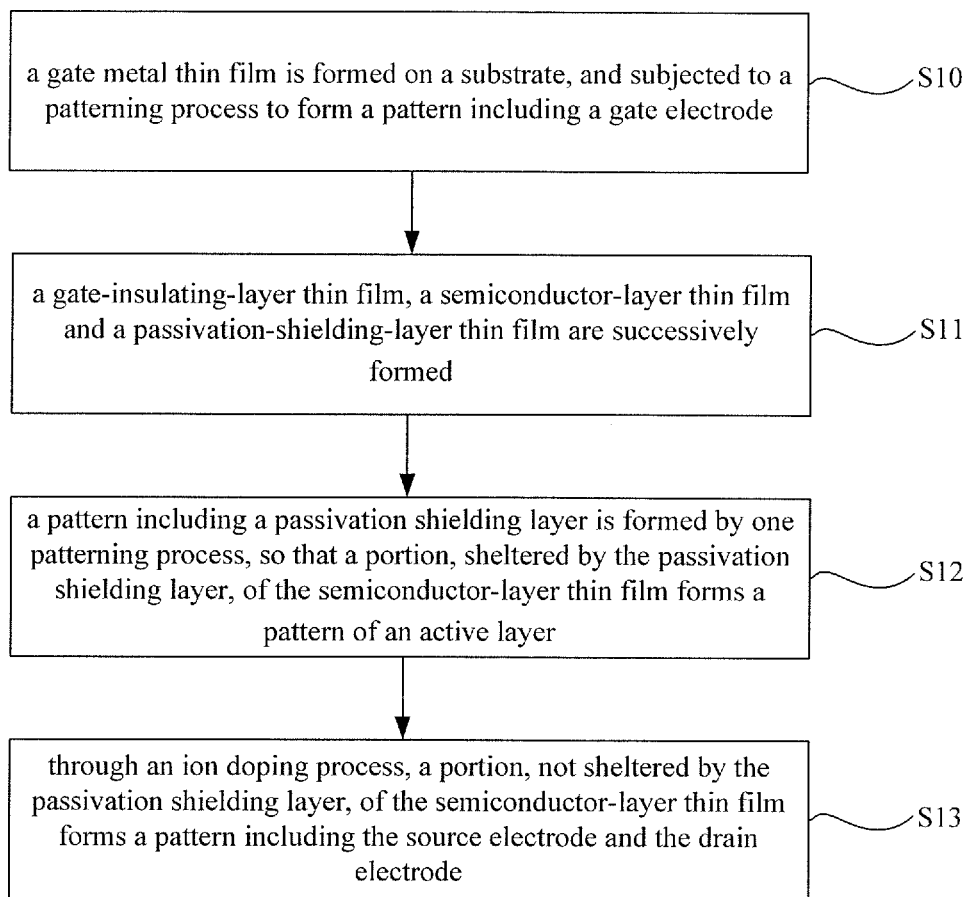 a gate metal thin film is formed on a substrate, and subjected to a
patterning process to form a pattern including a gate electrode
S10
a gate-insulating-layer thin film, a semiconductor-layer thin film
and a passivation-shielding-layer thin film are successively
formed
S11
a pattern including a passivation shielding layer is formed by one
patterning process, so that a portion, sheltered by the passivation
shielding layer, of the semiconductor-layer thin film forms a
pattern of an active layer
S12
through an ion doping process, a portion, not sheltered by the
passivation shielding layer, of the semiconductor-layer thin film
forms a pattern including the source electrode and the drain
electrode
S13